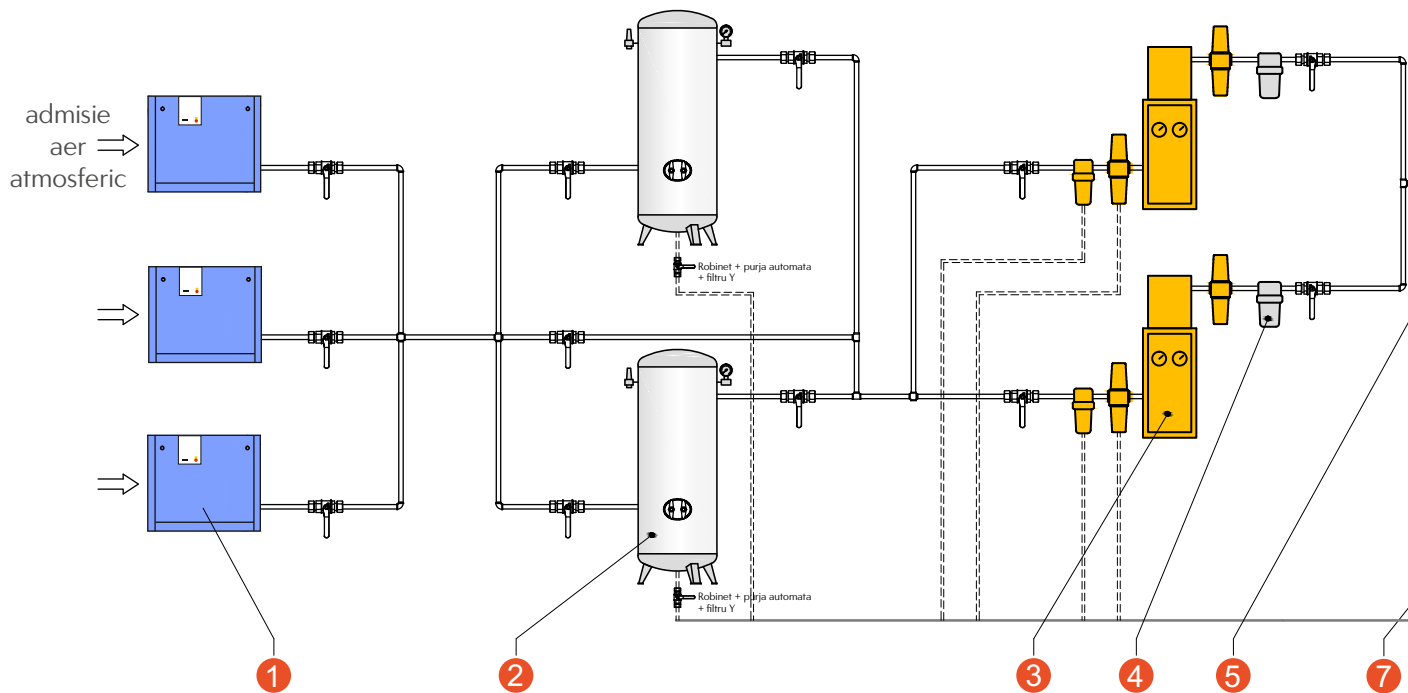 admisie
aer
atmosferic
Robinet + purja automata
+ filtru Y
Robinet + purja automata
+ filtru Y
1
2
3
4
5
7